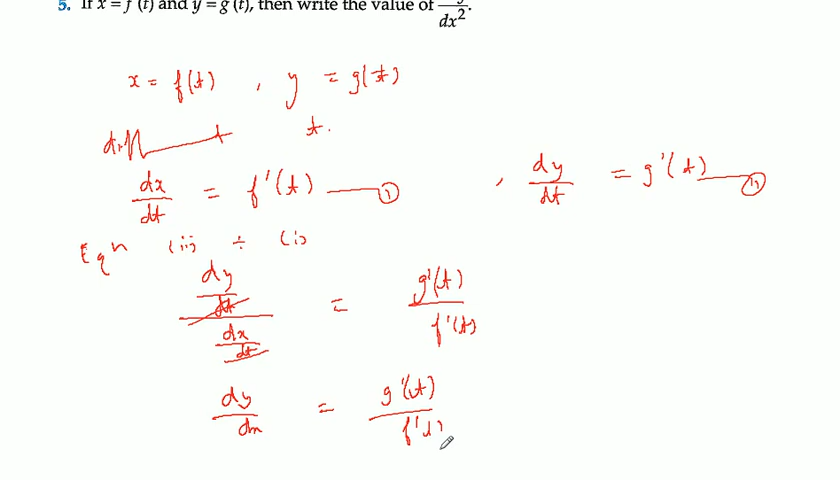 5. If x = f (t) and y = g (t), then write the value of /dx².
x = f(t) , y = g(t)
diff t t.
dx/dt = f'(t) — (i) , dy/dt = g'(t) — (ii)
Eqn (ii) ÷ (i)
(dy/dt)/(dx/dt) = g'(t)/f'(t)
dy/dx = g'(t)/f'(t)